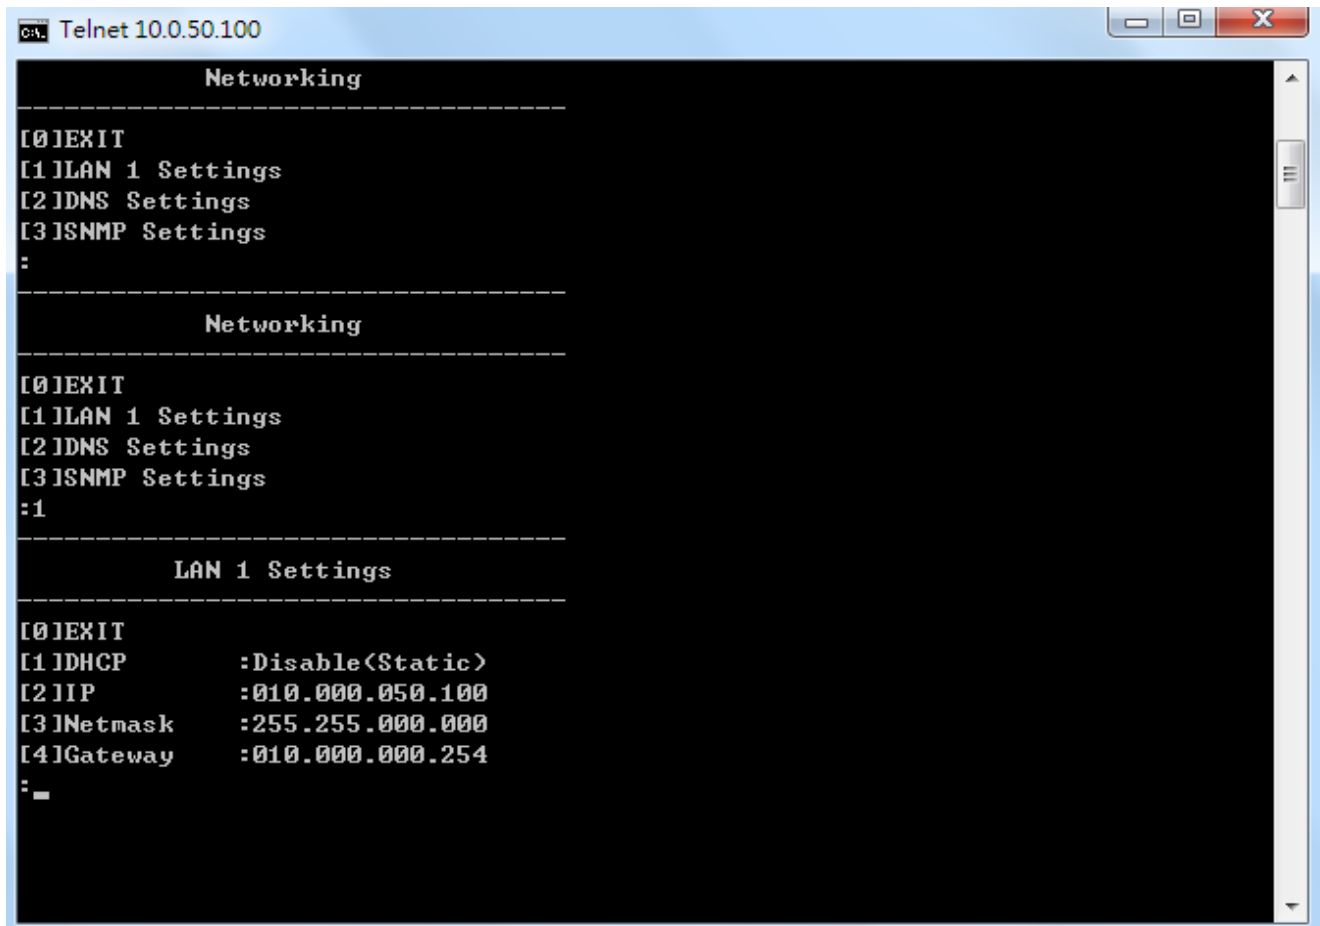 Telnet 10.0.50.100
Networking
-----------------------------------
[0]EXIT
[1]LAN 1 Settings
[2]DNS Settings
[3]SNMP Settings
:
-----------------------------------
Networking
-----------------------------------
[0]EXIT
[1]LAN 1 Settings
[2]DNS Settings
[3]SNMP Settings
:1
-----------------------------------
LAN 1 Settings
-----------------------------------
[0]EXIT
[1]DHCP :Disable(Static)
[2]IP :010.000.050.100
[3]Netmask :255.255.000.000
[4]Gateway :010.000.000.254
:_